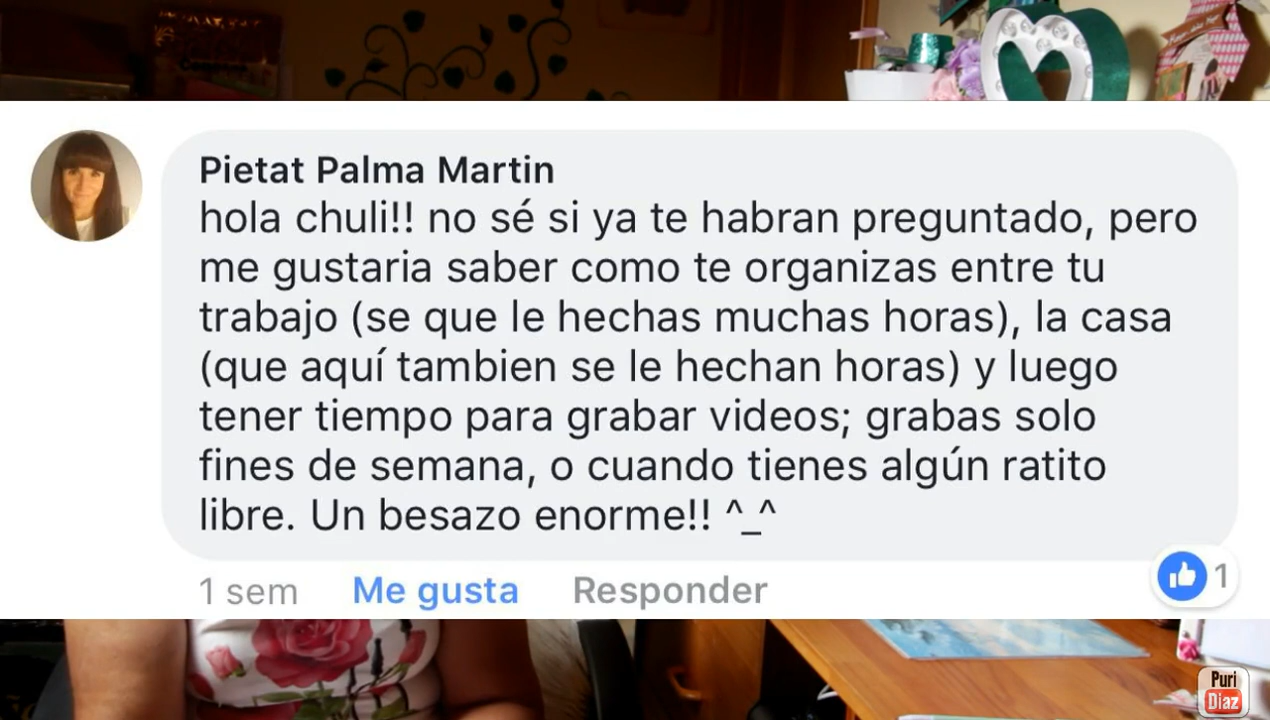 Pietat Palma Martin
hola chuli!! no sé si ya te habran preguntado, pero
me gustaria saber como te organizas entre tu
trabajo (se que le hechas muchas horas), la casa
(que aquí tambien se le hechan horas) y luego
tener tiempo para grabar videos; grabas solo
fines de semana, o cuando tienes algún ratito
libre. Un besazo enorme!! ^_^
1 sem Me gusta Responder
1
Puri
Diaz